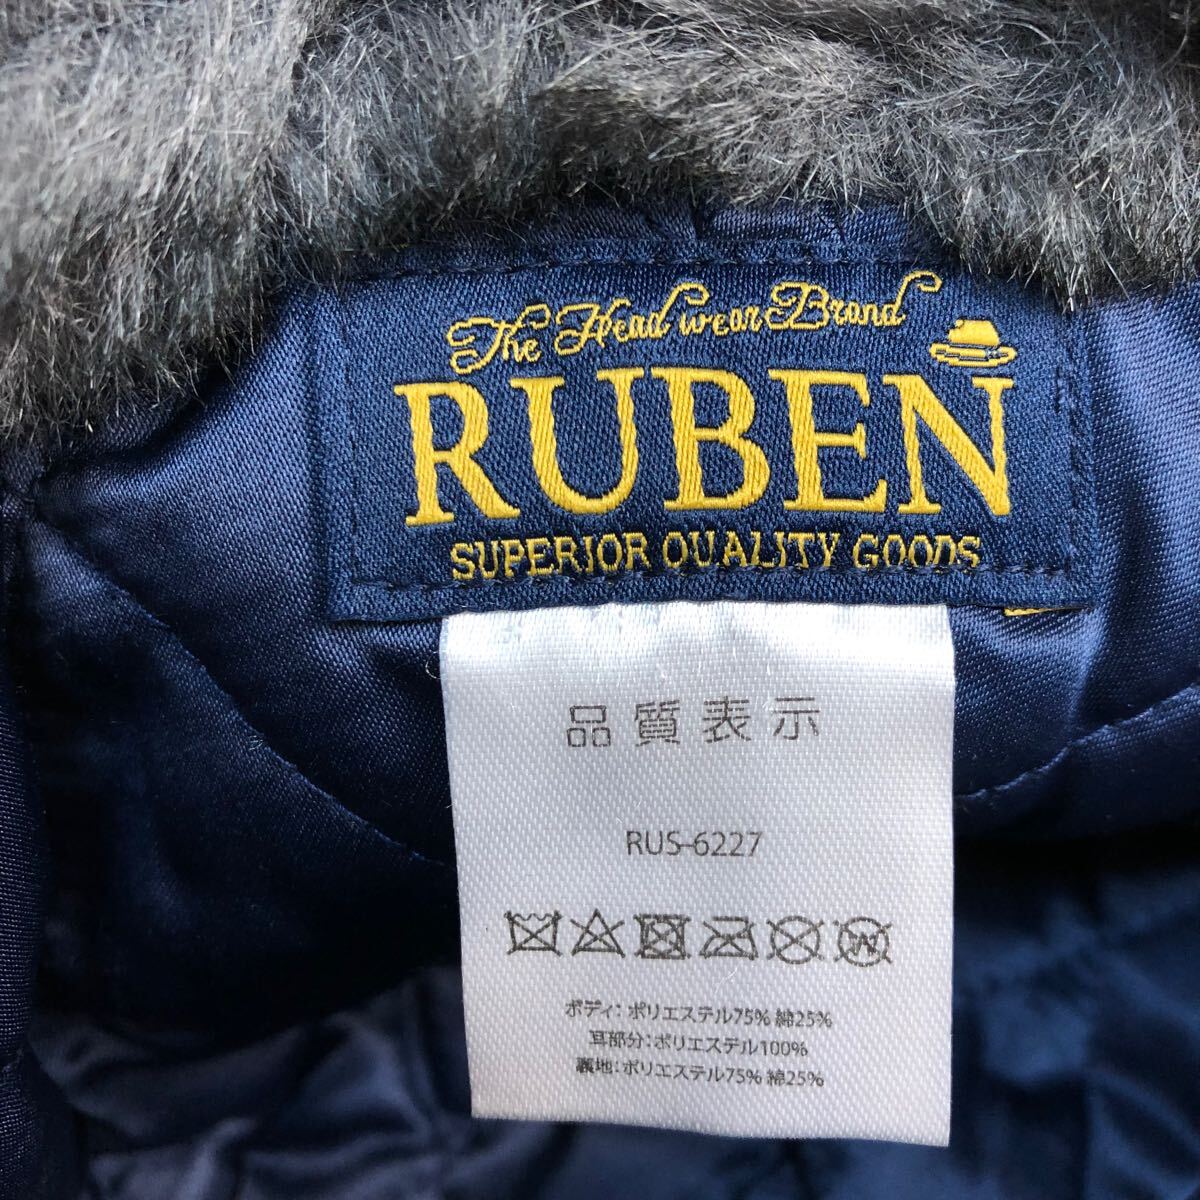 The Head wear Brand
RUBEN
SUPERIOR QUALITY GOODS
品質表示
RUS-6227
W
ボディ：ポリエステル75% 綿25%
耳部分：ポリエステル100%
裏地：ポリエステル75% 綿25%